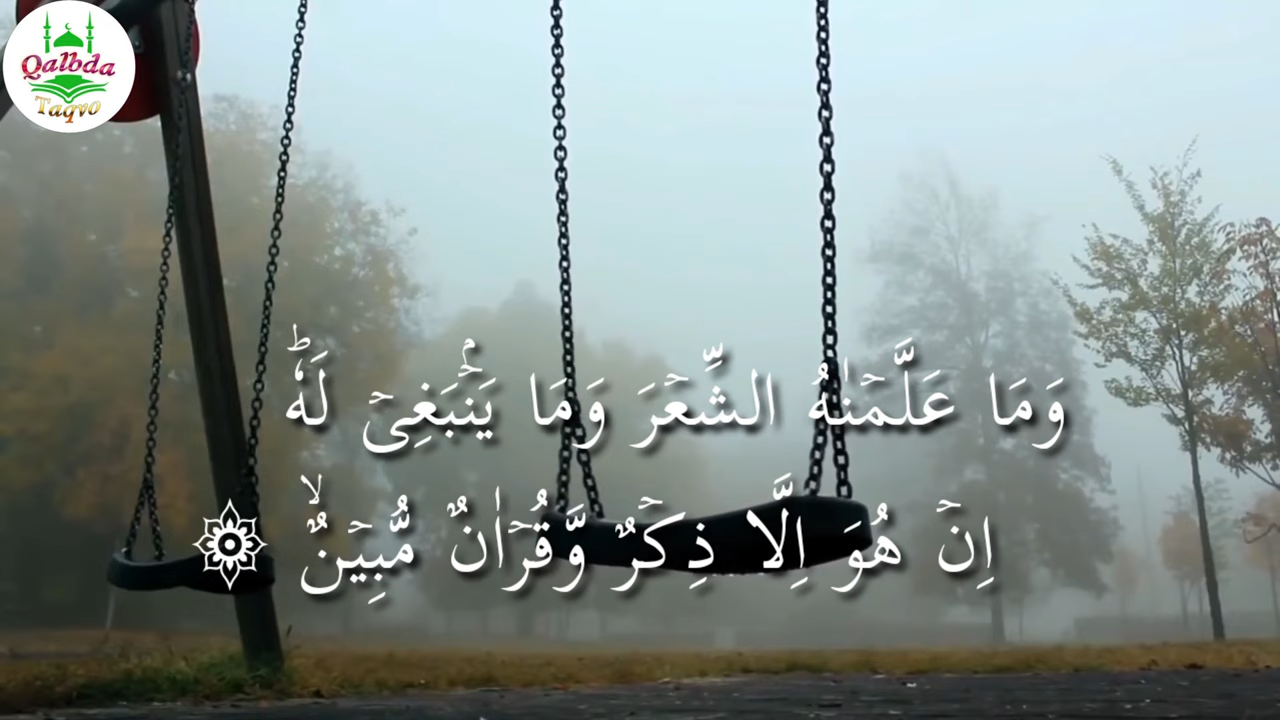 Qalbda
Taqvo
وَمَا عَلَّمۡنٰهُ الشِّعۡرَ وَمَا يَنۡۢبَغِىۡ لَهٗؕ
اِنۡ هُوَ اِلَّا ذِكۡرٌ وَّقُرۡاٰنٌ مُّبِيۡنٌۙ